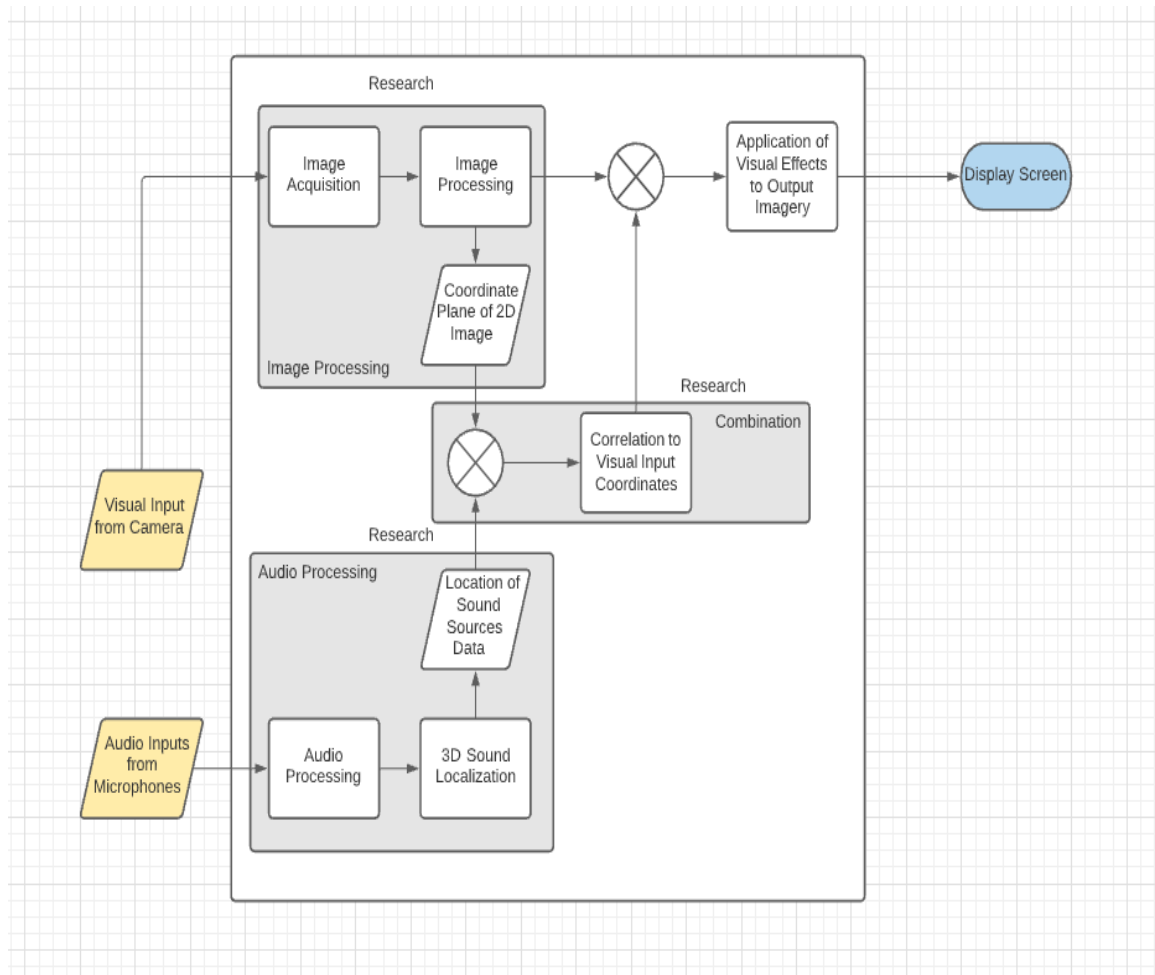 Research
Image
Acquisition
Image
Processing
Application of
Visual Effects
to Output
Imagery
Display Screen
Coordinate
Plane of 2D
Image
Image Processing
Research
Combination
Correlation to
Visual Input
Coordinates
Visual Input
from Camera
Research
Audio Processing
Location of
Sound
Sources
Data
Audio Inputs
from
Microphones
Audio
Processing
3D Sound
Localization